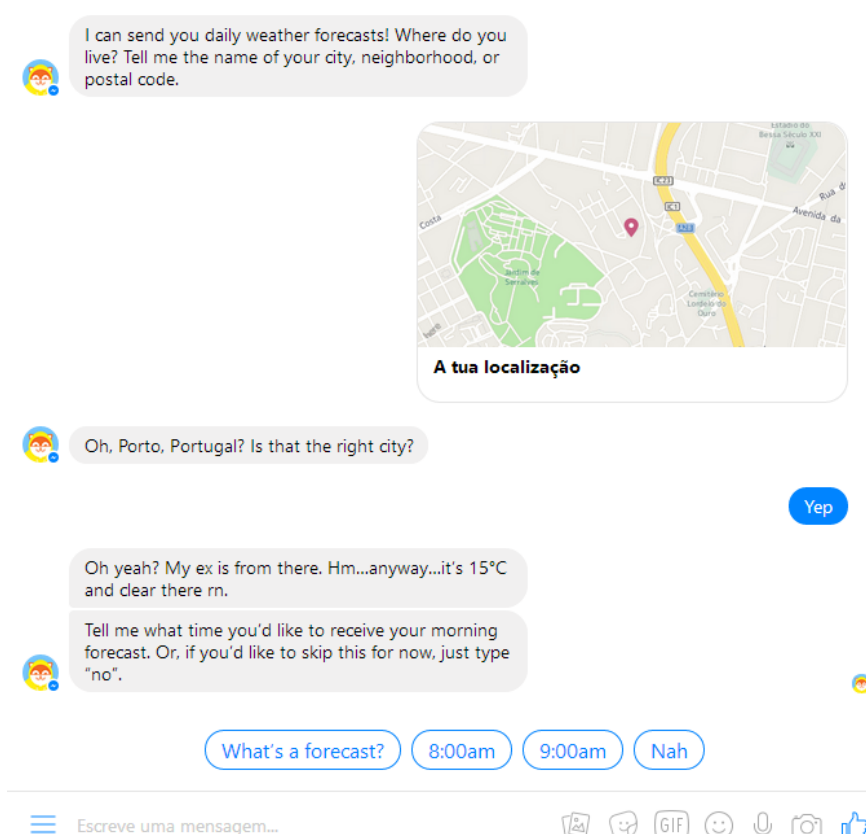 I can send you daily weather forecasts! Where do you
live? Tell me the name of your city, neighborhood, or
postal code.
Estádio do
Bessa Século XXI
IC23
IC1
A28
Rua d
Avenida da
Costa
Jardim de
Serralves
Cemitério
Lordelo do
Ouro
A tua localização
Oh, Porto, Portugal? Is that the right city?
Yep
Oh yeah? My ex is from there. Hm...anyway...it's 15°C
and clear there rn.
Tell me what time you'd like to receive your morning
forecast. Or, if you'd like to skip this for now, just type
“no”.
What's a forecast?
8:00am
9:00am
Nah
Escreve uma mensagem...
GIF